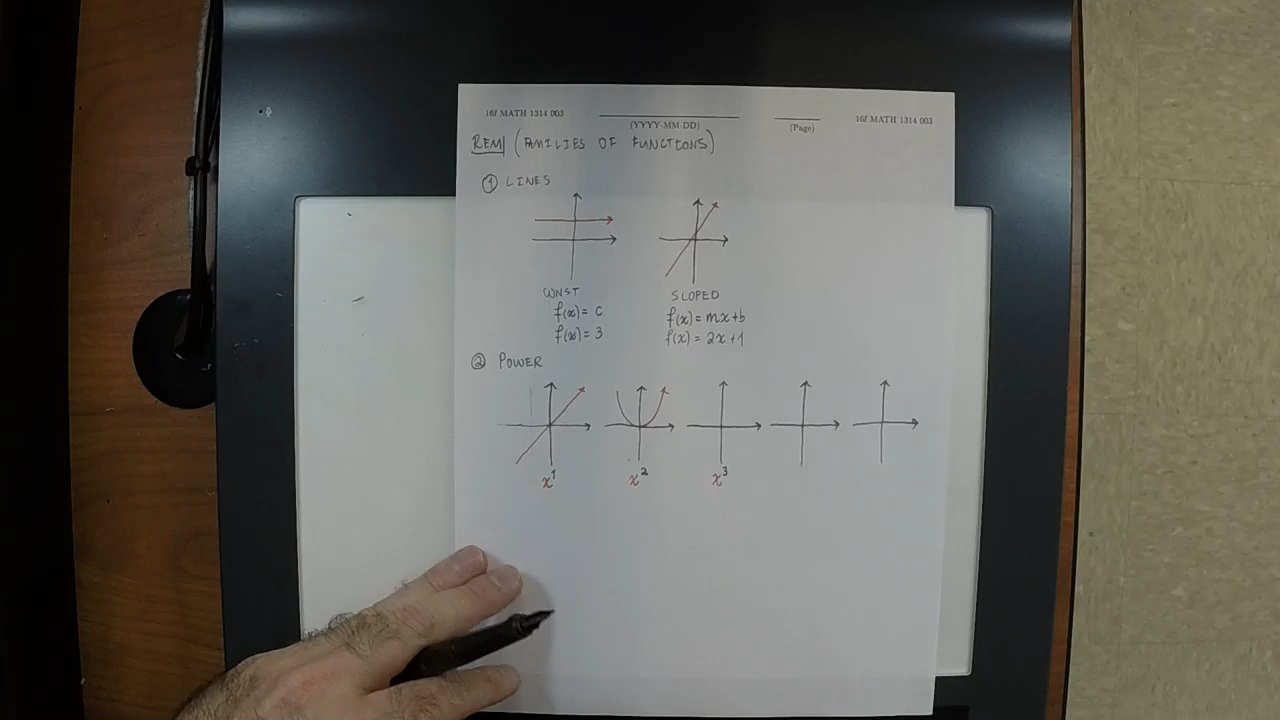 16f MATH 1314 003 (YYYY-MM-DD) (Page) 16f MATH 1314 003
REM (FAMILIES OF FUNCTIONS)
① LINES
CONST SLOPED
f(x) = C f(x) = mx+b
f(x) = 3 f(x) = 2x+1
② POWER
x¹ x² x³